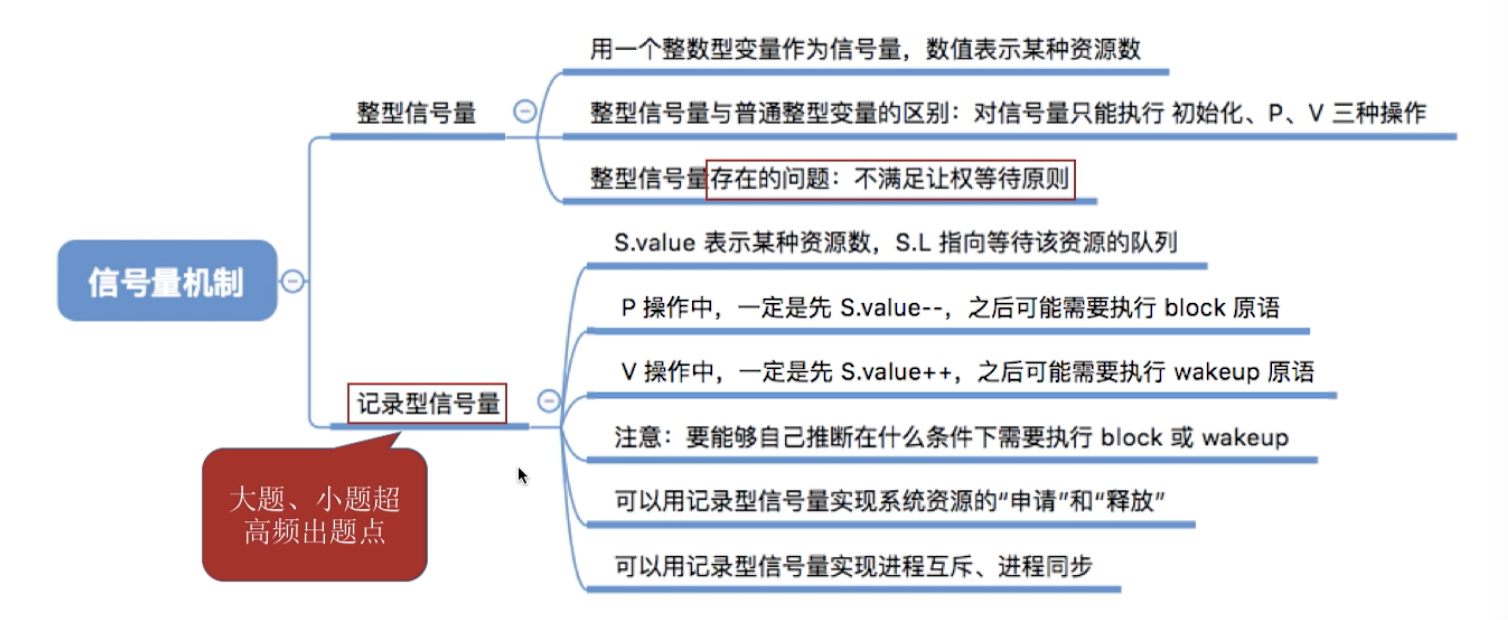 用一个整数型变量作为信号量，数值表示某种资源数
整型信号量
整型信号量与普通整型变量的区别：对信号量只能执行 初始化、P、V 三种操作
整型信号量存在的问题：不满足让权等待原则
信号量机制
S.value 表示某种资源数，S.L 指向等待该资源的队列
P 操作中，一定是先 S.value--，之后可能需要执行 block 原语
V 操作中，一定是先 S.value++，之后可能需要执行 wakeup 原语
记录型信号量
注意：要能够自己推断在什么条件下需要执行 block 或 wakeup
可以用记录型信号量实现系统资源的“申请”和“释放”
可以用记录型信号量实现进程互斥、进程同步
大题、小题超
高频出题点